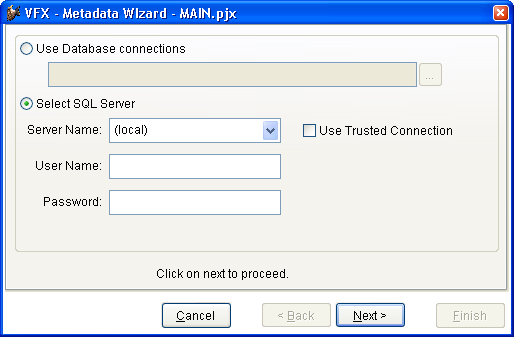 VFX - Metadata WIzard - MAIN.pjx
Use Database connections
...
Select SQL Server
Server Name: (local) Use Trusted Connection
User Name:
Password:
Click on next to proceed.
Cancel < Back Next > Finish